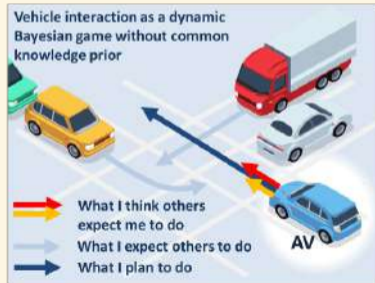 Vehicle interaction as a dynamic
Bayesian game without common
knowledge prior
AV
What I think others
expect me to do
What I expect others to do
What I plan to do